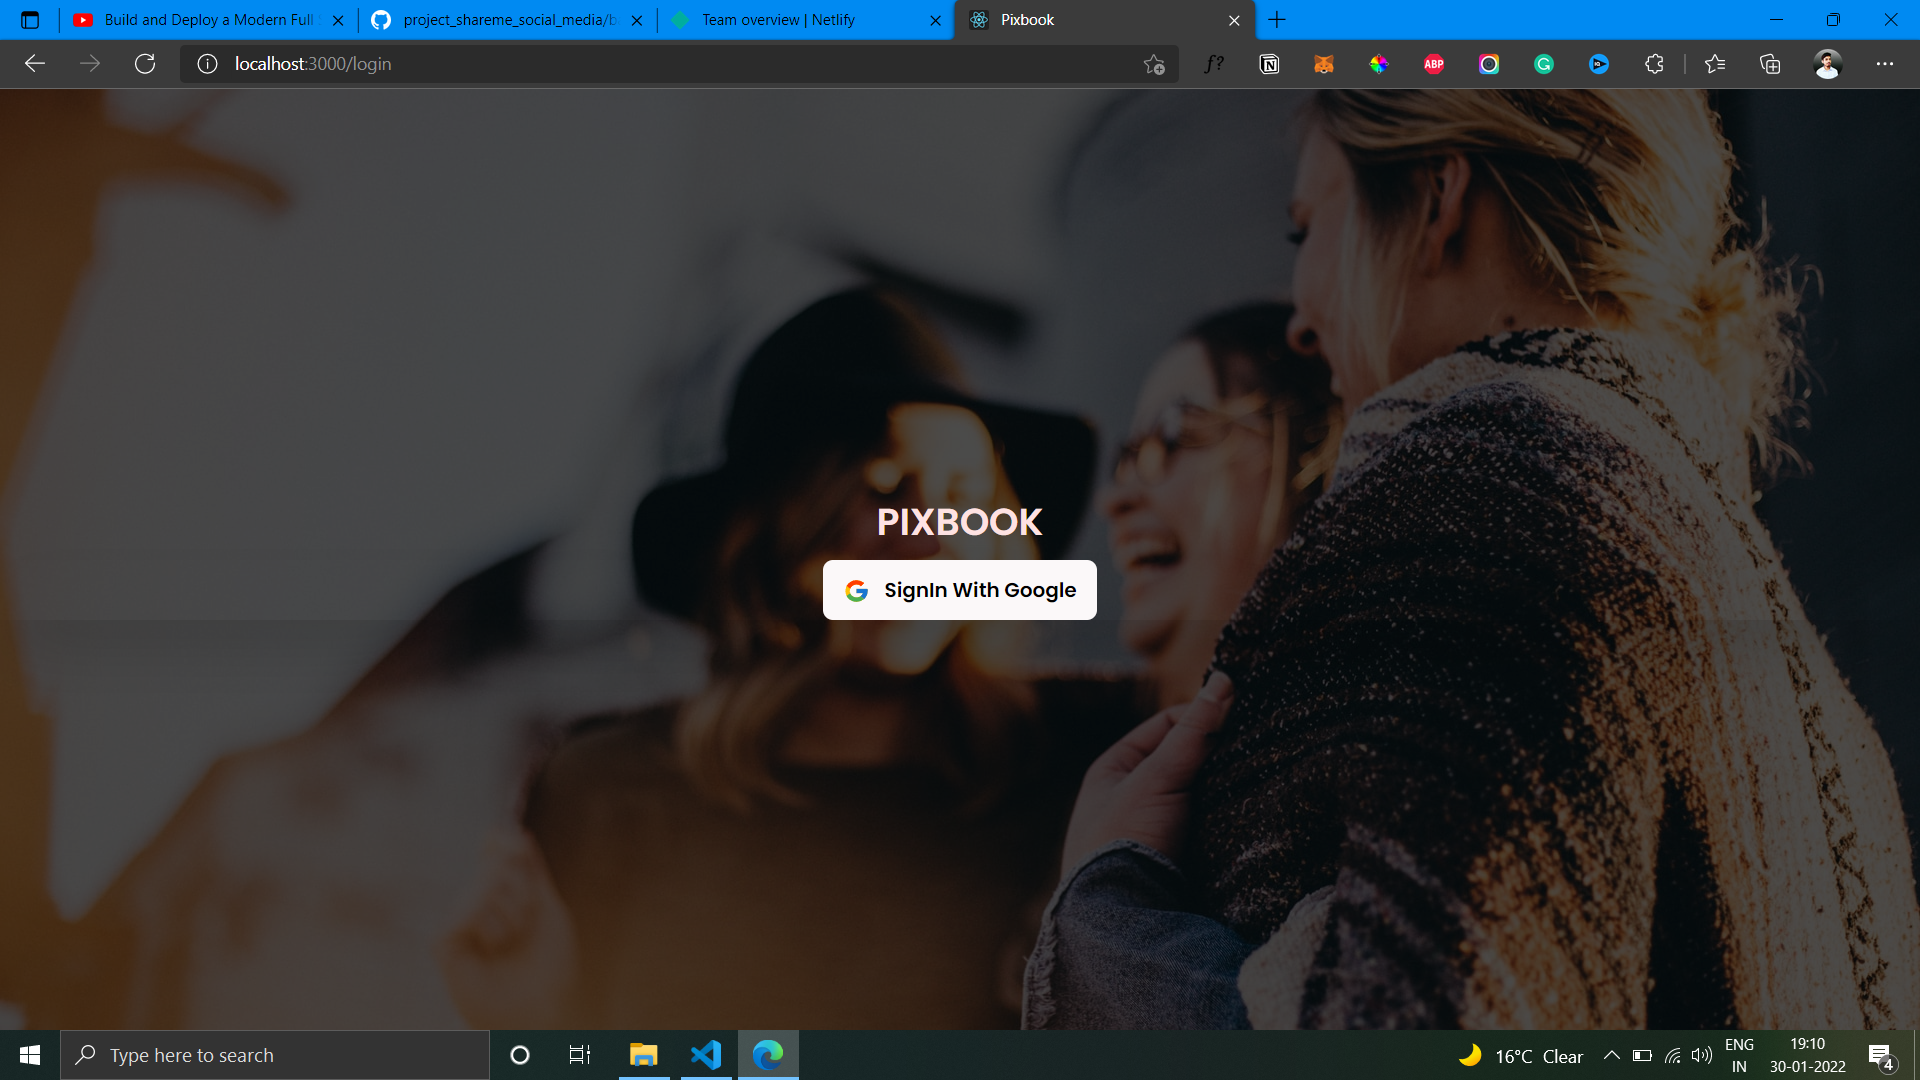 Build and Deploy a Modern Full
project_shareme_social_media/b
Team overview | Netlify
Pixbook
localhost:3000/login
f?
ABP
PIXBOOK
SignIn With Google
Type here to search
16°C Clear
ENG
IN
19:10
30-01-2022
4